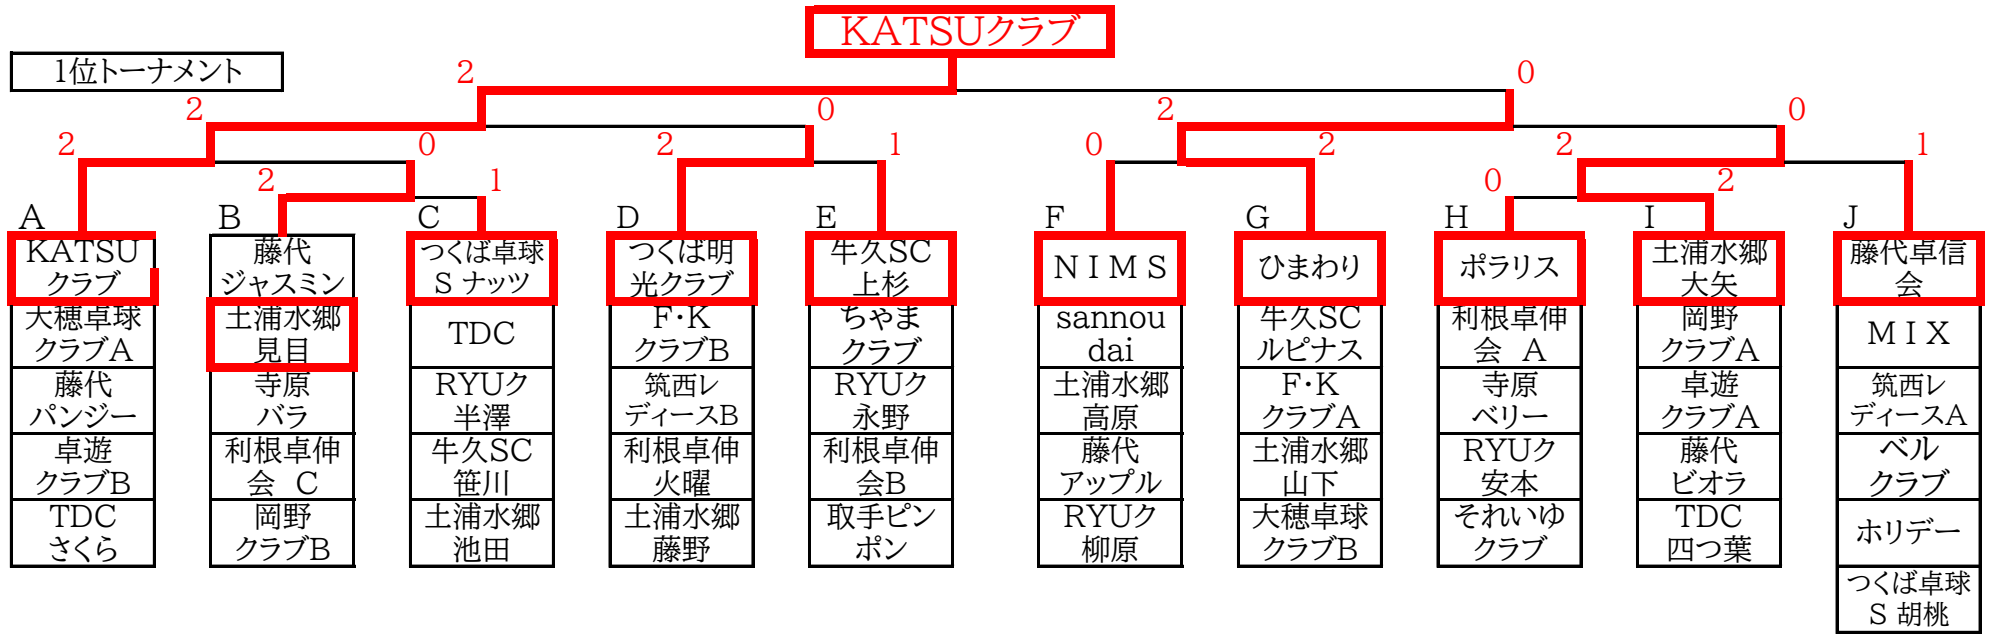 KATSUクラブ
1位トーナメント
2
0
2
0
2
0
2
0
2
1
0
2
2
1
2
1
0
2
A
B
C
D
E
F
G
H
I
J
KATSU
クラブ
藤代
ジャスミン
つくば卓球
S ナッツ
つくば明
光クラブ
牛久SC
上杉
ＮＩＭＳ
ひまわり
ポラリス
土浦水郷
大矢
藤代卓信
会
大穂卓球
クラブA
土浦水郷
見目
TDC
F・K
クラブB
ちゃま
クラブ
sannou
dai
牛久SC
ルピナス
利根卓伸
会 A
岡野
クラブA
ＭＩＸ
藤代
パンジー
寺原
バラ
RYUク
半澤
筑西レ
ディースB
RYUク
永野
土浦水郷
高原
F・K
クラブA
寺原
ベリー
卓遊
クラブA
筑西レ
ディースA
卓遊
クラブB
利根卓伸
会 C
牛久SC
笹川
利根卓伸
火曜
利根卓伸
会B
藤代
アップル
土浦水郷
山下
RYUク
安本
藤代
ビオラ
ベル
クラブ
TDC
さくら
岡野
クラブB
土浦水郷
池田
土浦水郷
藤野
取手ピン
ポン
RYUク
柳原
大穂卓球
クラブB
それいゆ
クラブ
TDC
四つ葉
ホリデー
つくば卓球
S 胡桃